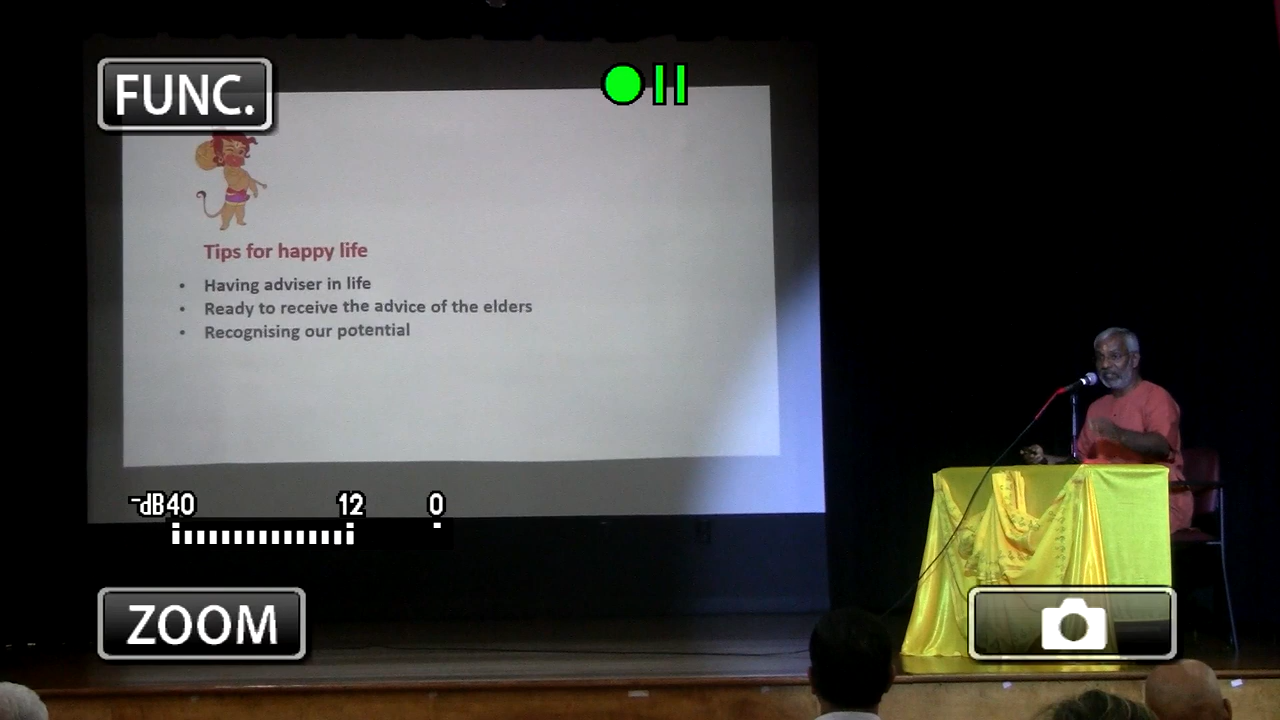 FUNC.
Tips for happy life
• Having adviser in life
• Ready to receive the advice of the elders
• Recognising our potential
-dB40 12 0
ZOOM